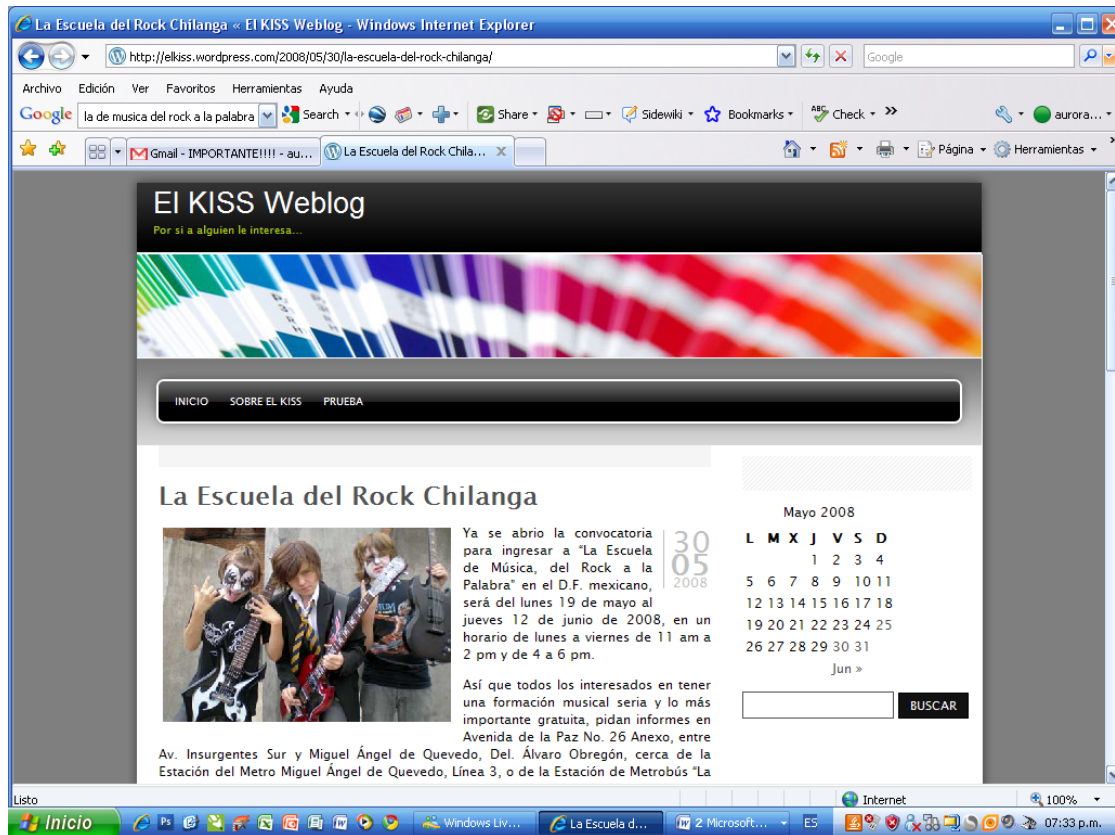 La Escuela del Rock Chilanga « El KISS Weblog - Windows Internet Explorer
http://elkiss.wordpress.com/2008/05/30/la-escuela-del-rock-chilanga/
Google
Archivo Edición Ver Favoritos Herramientas Ayuda
Google la de musica del rock a la palabra Search Share Sidewiki Bookmarks ABC Check » aurora...
Gmail - IMPORTANTE!!!! - au... La Escuela del Rock Chila... X Página Herramientas »
El KISS Weblog
Por si a alguien le interesa...
INICIO SOBRE EL KISS PRUEBA
La Escuela del Rock Chilanga
30
05
2008
Ya se abrio la convocatoria
para ingresar a “La Escuela
de Música, del Rock a la
Palabra” en el D.F. mexicano,
será del lunes 19 de mayo al
jueves 12 de junio de 2008, en un
horario de lunes a viernes de 11 am a
2 pm y de 4 a 6 pm.
Así que todos los interesados en tener
una formación musical seria y lo más
importante gratuita, pidan informes en
Avenida de la Paz No. 26 Anexo, entre
Av. Insurgentes Sur y Miguel Ángel de Quevedo, Del. Álvaro Obregón, cerca de la
Estación del Metro Miguel Ángel de Quevedo, Línea 3, o de la Estación de Metrobús “La
Mayo 2008
L M X J V S D
1 2 3 4
5 6 7 8 9 10 11
12 13 14 15 16 17 18
19 20 21 22 23 24 25
26 27 28 29 30 31
Jun »
BUSCAR
Listo Internet 100%
Inicio Ps Windows Liv... La Escuela d... 2 Microsoft... ES 07:33 p.m.